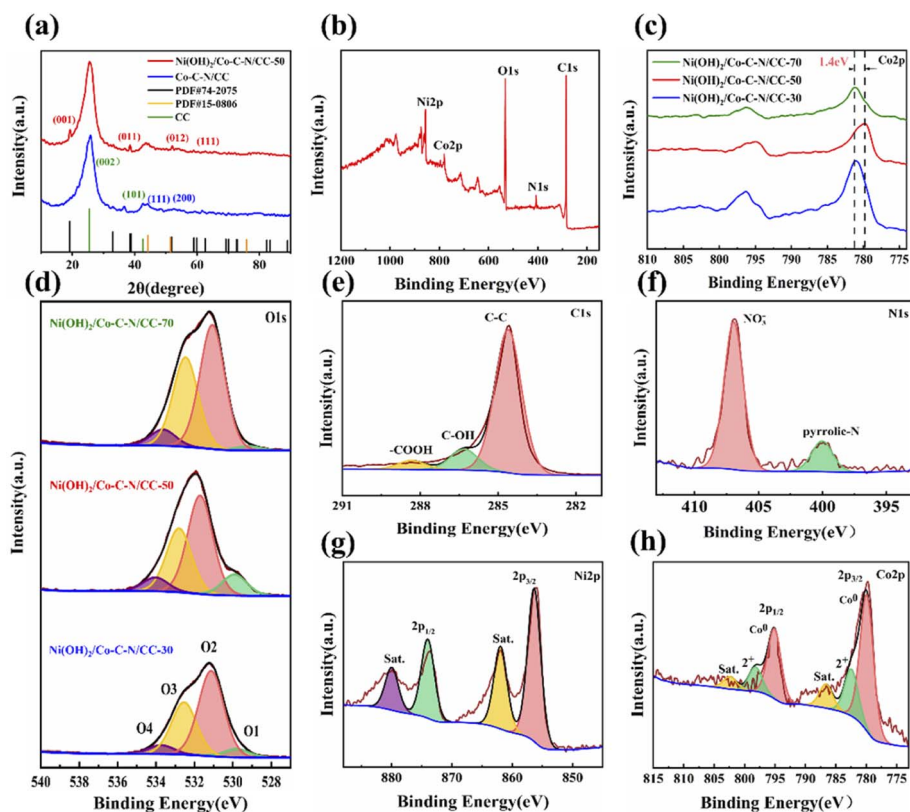 (a)
Intensity(a.u.)
Ni(OH)2/Co-C-N/CC-50
Co-C-N/CC
PDF#74-2075
PDF#15-0806
CC
(001)
(002)
(011)
(012)
(111)
(101)
(111)
(200)
10 20 40 60 80
2θ(degree)
(b)
Intensity(a.u.)
Ni2p
Co2p
O1s
N1s
C1s
1200 1000 800 600 400 200
150
Binding Energy(eV)
(c)
Intensity(a.u.)
Ni(OH)2/Co-C-N/CC-70
Ni(OH)2/Co-C-N/CC-50
Ni(OH)2/Co-C-N/CC-30
1.4eV
Co2p
810 805 800 795 790 785 780 774
Binding Energy(eV)
(d)
Intensity(a.u.)
O1s
Ni(OH)2/Co-C-N/CC-70
Ni(OH)2/Co-C-N/CC-50
Ni(OH)2/Co-C-N/CC-30
O4
O3
O2
O1
540 536 532 528
Binding Energy(eV)
(e)
Intensity(a.u.)
C-C
C1s
C-OH
-COOH
291 288 285 281
Binding Energy(eV)
(f)
Intensity(a.u.)
N1s
NO3-
pyrrolic-N
410 405 400 395
Binding Energy(eV)
(g)
Intensity(a.u.)
Ni2p
2p3/2
Sat.
2p1/2
Sat.
880 870 860 850 845
Binding Energy(eV)
(h)
Intensity(a.u.)
Co2p
2p3/2
Co0
2+
Sat.
2p1/2
Co0
2+
Sat.
815 805 800 795 790 785 780 773
Binding Energy(eV)